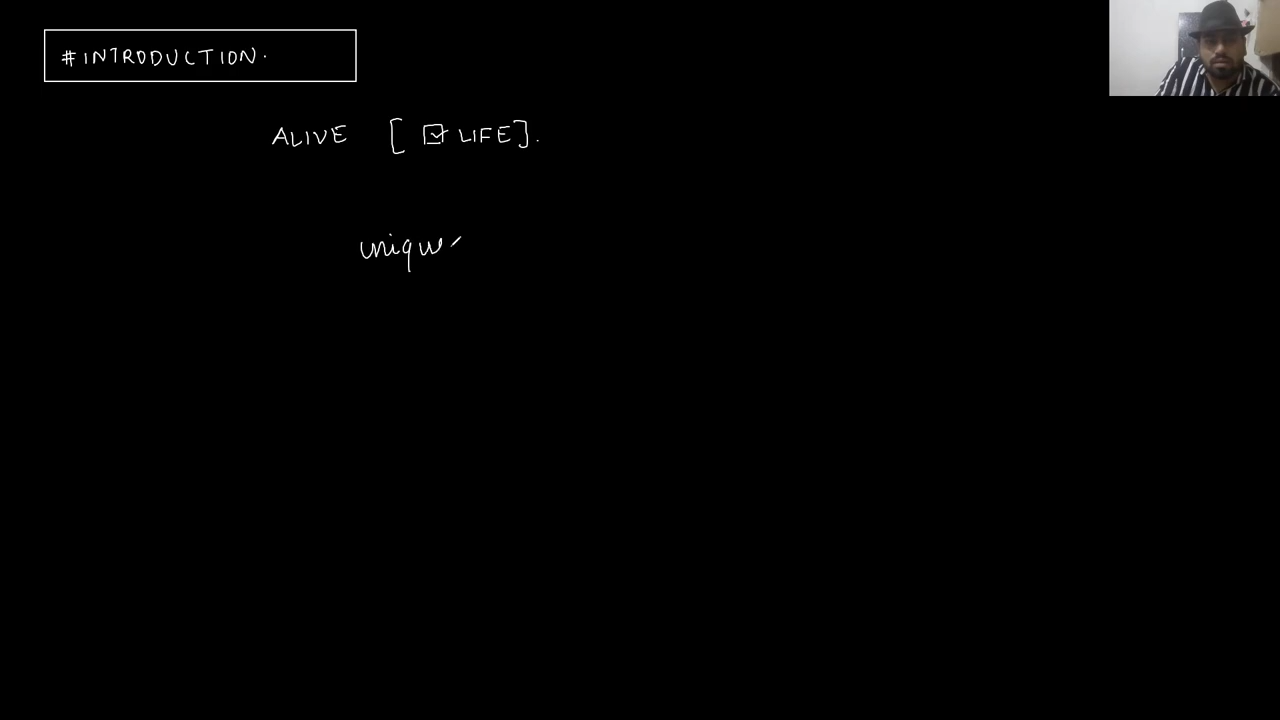 # INTRODUCTION.
ALIVE [ ☑ LIFE].
unique